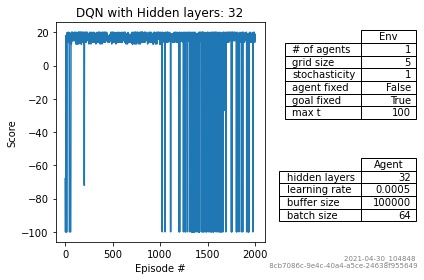 DQN with Hidden layers: 32
20
0
−20
−40
−60
−80
−100
Score
0
500
1000
1500
2000
Episode #
Env
# of agents 1
grid size 5
stochasticity 1
agent fixed False
goal fixed True
max t 100
Agent
hidden layers 32
learning rate 0.0005
buffer size 100000
batch size 64
2021-04-30_104848
8cb7086c-9e4c-40a4-a5ce-24638f955649